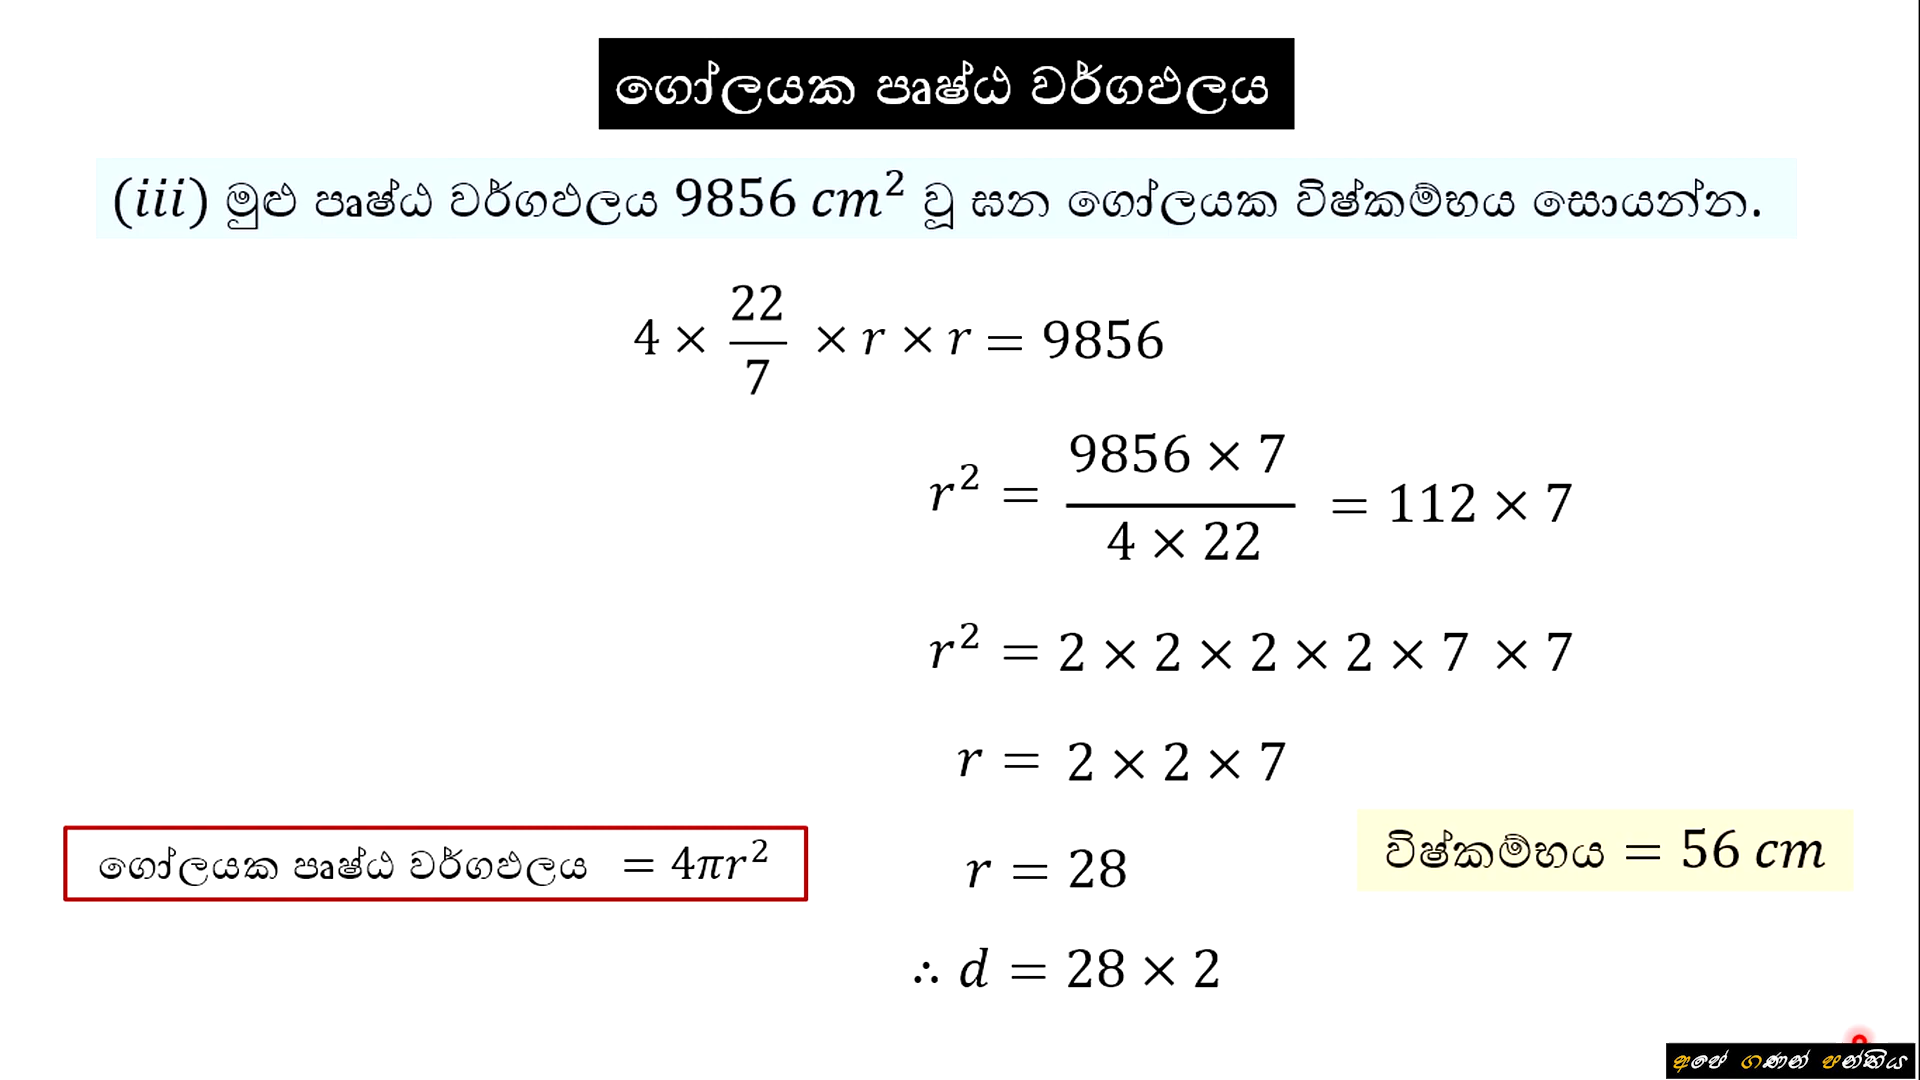 ගෝලයක පෘෂ්ඨ වර්ගඵලය
(iii) මුළු පෘෂ්ඨ වර්ගඵලය 9856 cm² වූ ඝන ගෝලයක විෂ්කම්භය සොයන්න.
4 × 22/7 × r × r = 9856
r² = (9856 × 7)/(4 × 22) = 112 × 7
r² = 2 × 2 × 2 × 2 × 7 × 7
r = 2 × 2 × 7
ගෝලයක පෘෂ්ඨ වර්ගඵලය = 4πr²
r = 28
විෂ්කම්භය = 56 cm
∴ d = 28 × 2
අපේ ගණන් පන්තිය